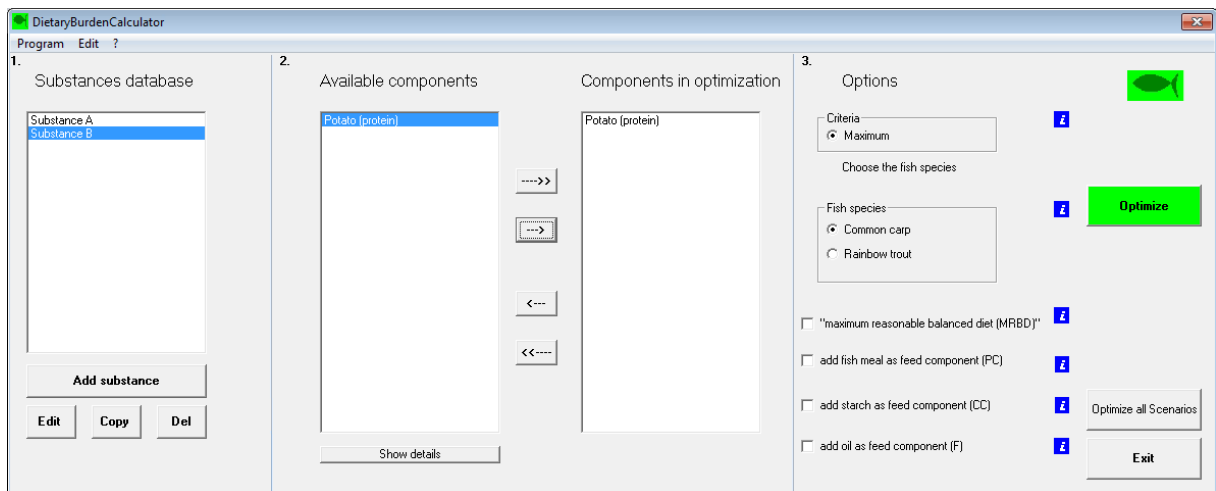 DietaryBurdenCalculator
Program Edit ?
1.
Substances database
Substance A
Substance B
Add substance
Edit Copy Del
2.
Available components
Potato (protein)
Show details
---->>
--->
<---
<<----
Components in optimization
Potato (protein)
3.
Options
Criteria
Maximum
Choose the fish species
Fish species
Common carp
Rainbow trout
"maximum reasonable balanced diet (MRBD)"
add fish meal as feed component (PC)
add starch as feed component (CC)
add oil as feed component (F)
i
i
i
i
i
i
Optimize
Optimize all Scenarios
Exit